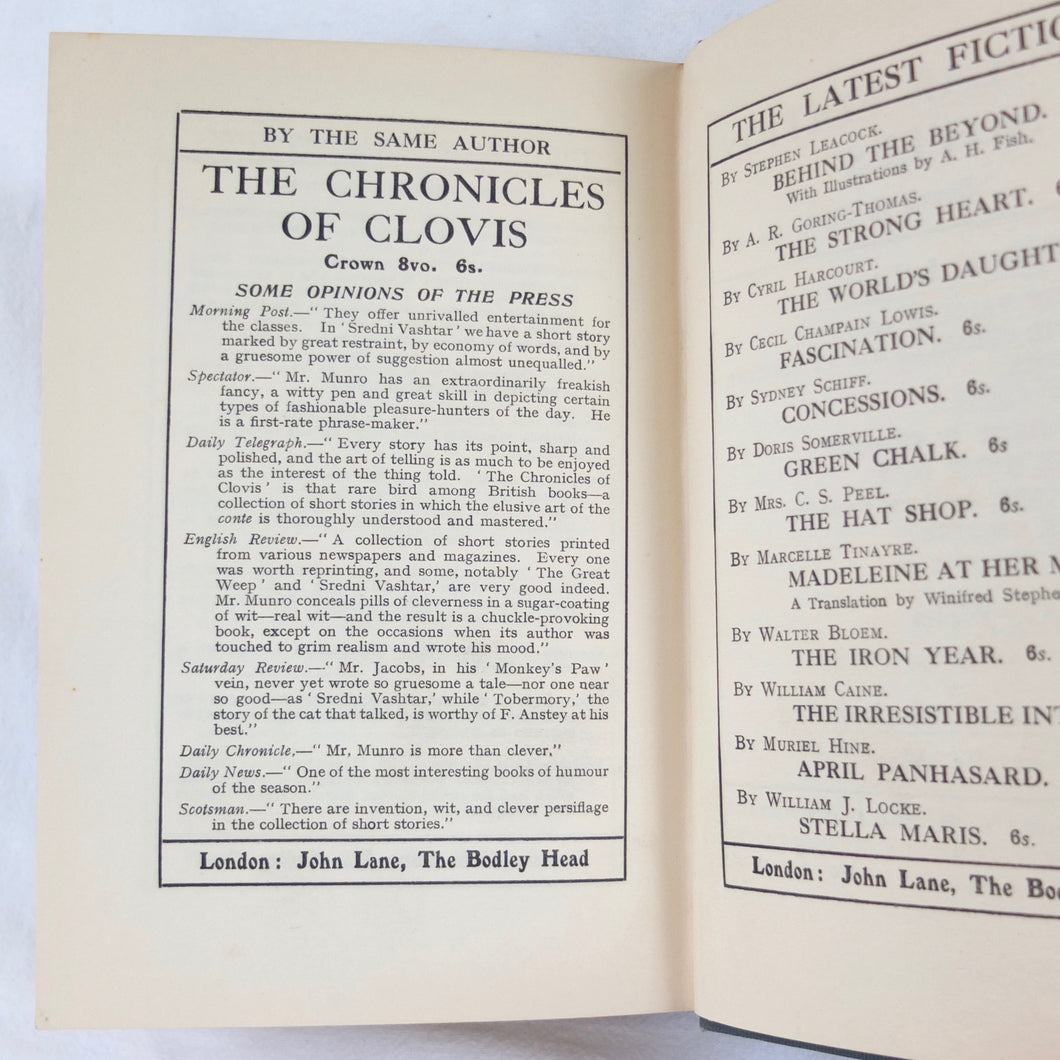 BY THE SAME AUTHOR
THE CHRONICLES
OF CLOVIS
Crown 8vo. 6s.
SOME OPINIONS OF THE PRESS
Morning Post.—" They offer unrivalled entertainment for
the classes. In ' Sredni Vashtar ' we have a short story
marked by great restraint, by economy of words, and by
a gruesome power of suggestion almost unequalled."
Spectator.—" Mr. Munro has an extraordinarily freakish
fancy, a witty pen and great skill in depicting certain
types of fashionable pleasure-hunters of the day. He
is a first-rate phrase-maker."
Daily Telegraph.—" Every story has its point, sharp and
polished, and the art of telling is as much to be enjoyed
as the interest of the thing told. ' The Chronicles of
Clovis ' is that rare bird among British books—a
collection of short stories in which the elusive art of the
conte is thoroughly understood and mastered."
English Review.—" A collection of short stories printed
from various newspapers and magazines. Every one
was worth reprinting, and some, notably ' The Great
Weep ' and ' Sredni Vashtar,' are very good indeed.
Mr. Munro conceals pills of cleverness in a sugar-coating
of wit—real wit—and the result is a chuckle-provoking
book, except on the occasions when its author was
touched to grim realism and wrote his mood."
Saturday Review.—" Mr. Jacobs, in his ' Monkey's Paw '
vein, never yet wrote so gruesome a tale—nor one near
so good—as ' Sredni Vashtar,' while ' Tobermory,' the
story of the cat that talked, is worthy of F. Anstey at his
best."
Daily Chronicle.—" Mr. Munro is more than clever."
Daily News.—" One of the most interesting books of humour
of the season."
Scotsman.—" There are invention, wit, and clever persiflage
in the collection of short stories."
London : John Lane, The Bodley Head
THE LATEST FICTIO
By STEPHEN LEACOCK.
BEHIND THE BEYOND.
With Illustrations by A. H. Fish.
By A. R. GORING-THOMAS.
THE STRONG HEART.
By CYRIL HARCOURT.
THE WORLD'S DAUGHT
By CECIL CHAMPAIN LOWIS.
FASCINATION. 6s.
By SYDNEY SCHIFF.
CONCESSIONS. 6s.
By DORIS SOMERVILLE.
GREEN CHALK. 6s
By MRS. C. S. PEEL.
THE HAT SHOP. 6s.
By MARCELLE TINAYRE.
MADELEINE AT HER M
A Translation by Winifred Stephe
By WALTER BLOEM.
THE IRON YEAR. 6s.
By WILLIAM CAINE.
THE IRRESISTIBLE INT
By MURIEL HINE.
APRIL PANHASARD.
By WILLIAM J. LOCKE.
STELLA MARIS. 6s.
London : John Lane, The Bo